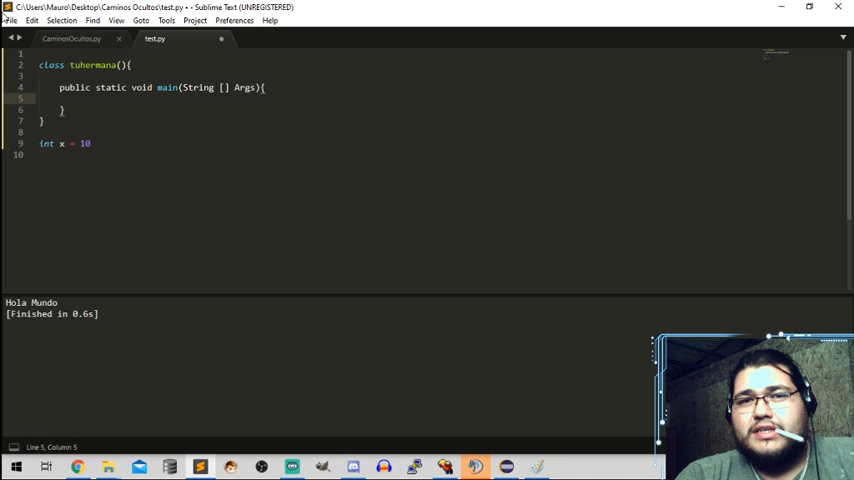 C:\Users\Mauro\Desktop\Caminos Ocultos\test.py • - Sublime Text (UNREGISTERED)
File Edit Selection Find View Goto Tools Project Preferences Help
CaminosOcultos.py test.py
1
2 class tuhermana(){
3
4 public static void main(String [] Args){
5
6 }
7 }
8
9 int x = 10
10
Hola Mundo
[Finished in 0.6s]
Line 5, Column 5